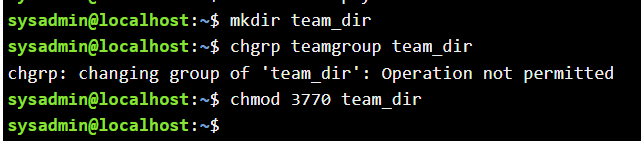 sysadmin@localhost:~$ mkdir team_dir
sysadmin@localhost:~$ chgrp teamgroup team_dir
chgrp: changing group of 'team_dir': Operation not permitted
sysadmin@localhost:~$ chmod 3770 team_dir
sysadmin@localhost:~$